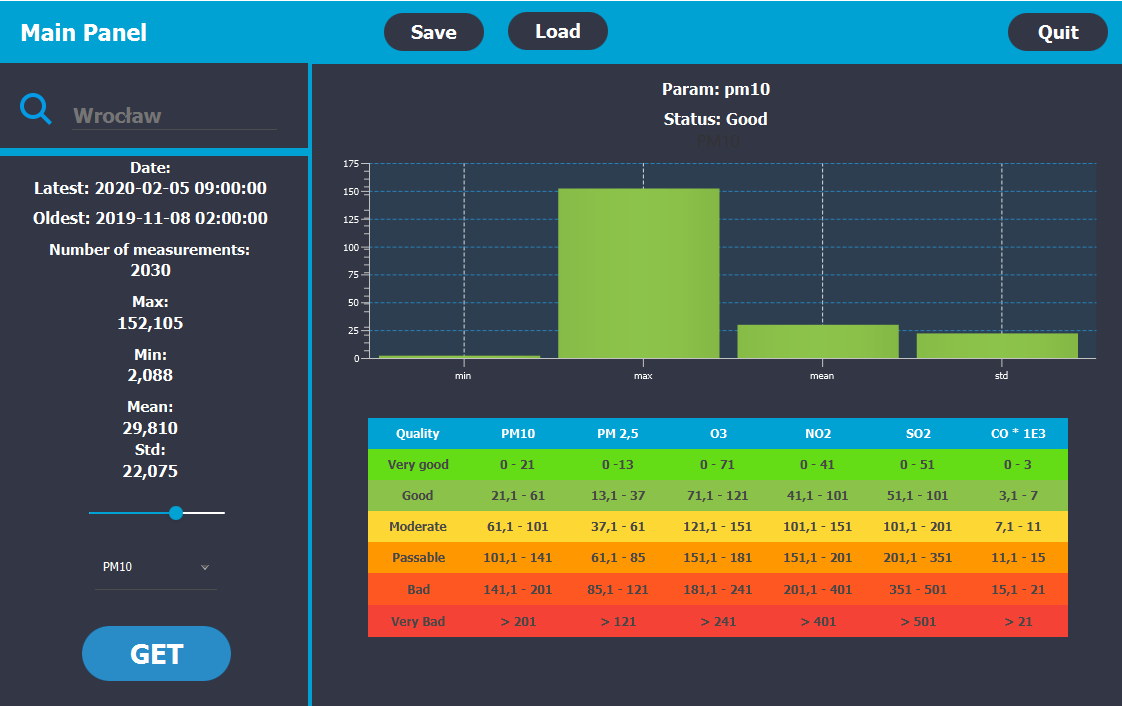 Main Panel
Save
Load
Quit
Wrocław
Date:
Latest: 2020-02-05 09:00:00
Oldest: 2019-11-08 02:00:00
Number of measurements:
2030
Max:
152,105
Min:
2,088
Mean:
29,810
Std:
22,075
PM10
GET
Param: pm10
Status: Good
PM10
175
150
125
100
75
50
25
0
min max mean std
Quality PM10 PM 2,5 O3 NO2 SO2 CO * 1E3
Very good 0 - 21 0 -13 0 - 71 0 - 41 0 - 51 0 - 3
Good 21,1 - 61 13,1 - 37 71,1 - 121 41,1 - 101 51,1 - 101 3,1 - 7
Moderate 61,1 - 101 37,1 - 61 121,1 - 151 101,1 - 151 101,1 - 201 7,1 - 11
Passable 101,1 - 141 61,1 - 85 151,1 - 181 151,1 - 201 201,1 - 351 11,1 - 15
Bad 141,1 - 201 85,1 - 121 181,1 - 241 201,1 - 401 351 - 501 15,1 - 21
Very Bad > 201 > 121 > 241 > 401 > 501 > 21